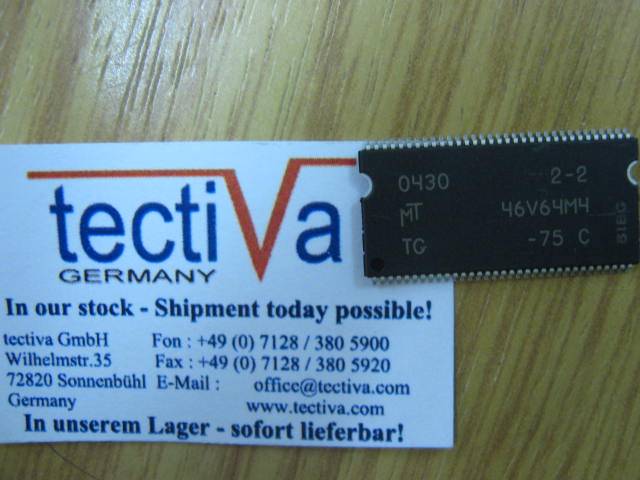 tectiVa
GERMANY
In our stock - Shipment today possible!
tectiva GmbH Fon : +49 (0) 7128 / 380 5900
Wilhelmstr.35 Fax : +49 (0) 7128 / 380 5920
72820 Sonnenbühl E-Mail : office@tectiva.com
Germany www.tectiva.com
In unserem Lager - sofort lieferbar!
0430 2-2
MT 46V64M4
TG -75 C